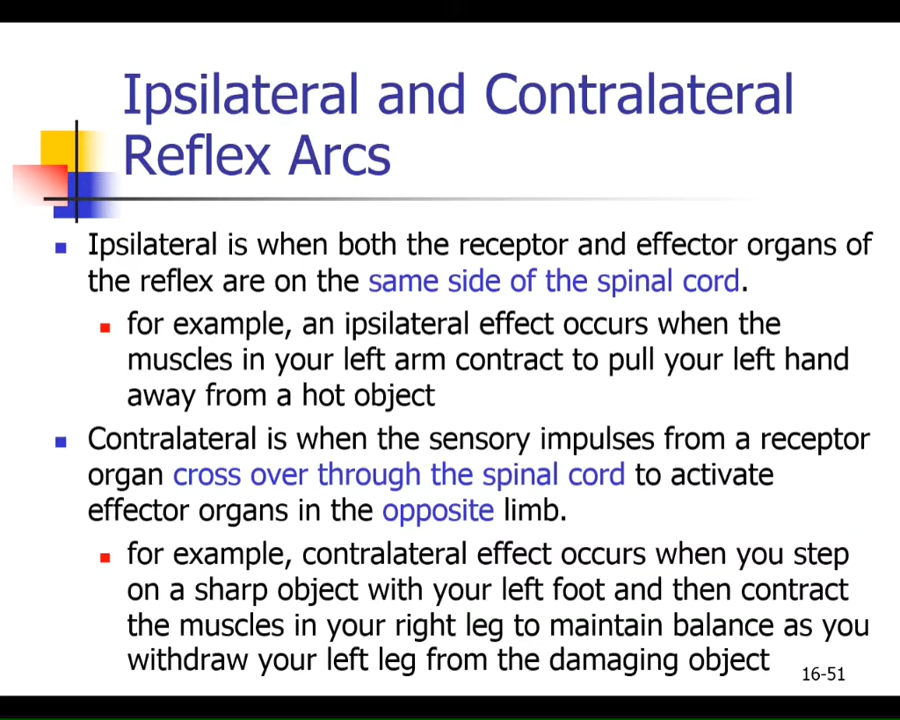 Ipsilateral and Contralateral
Reflex Arcs
Ipsilateral is when both the receptor and effector organs of
the reflex are on the same side of the spinal cord.
for example, an ipsilateral effect occurs when the
muscles in your left arm contract to pull your left hand
away from a hot object
Contralateral is when the sensory impulses from a receptor
organ cross over through the spinal cord to activate
effector organs in the opposite limb.
for example, contralateral effect occurs when you step
on a sharp object with your left foot and then contract
the muscles in your right leg to maintain balance as you
withdraw your left leg from the damaging object
16-51